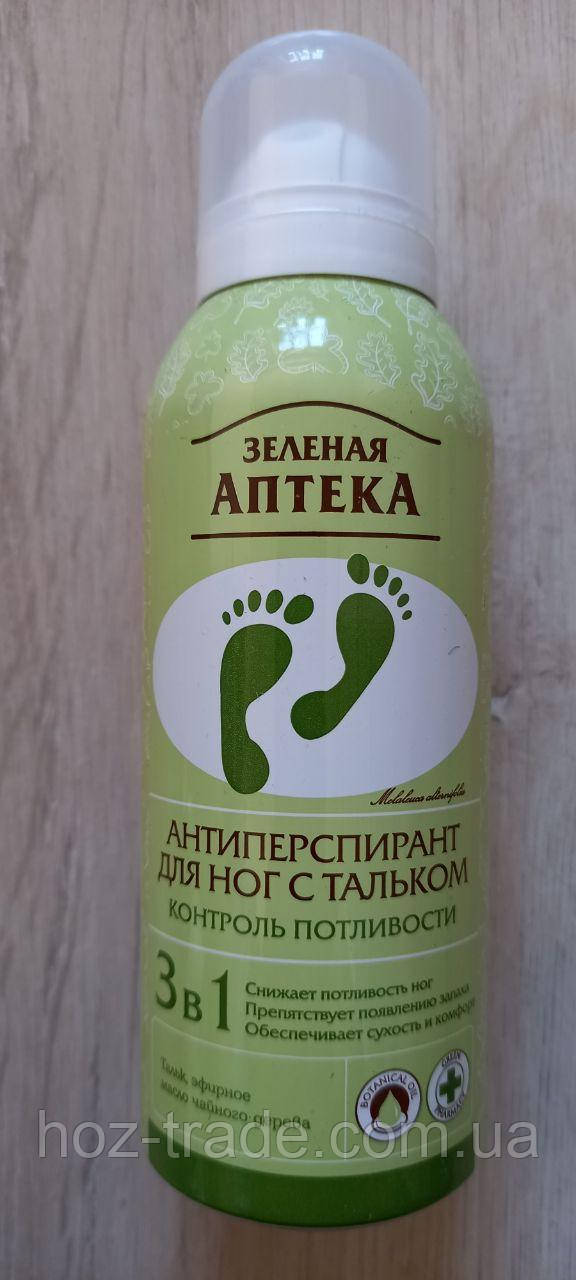 ЗЕЛЕНАЯ
АПТЕКА
Melaleuca alternifolia
АНТИПЕРСПИРАНТ
ДЛЯ НОГ С ТАЛЬКОМ
КОНТРОЛЬ ПОТЛИВОСТИ
3 в 1
Снижает потливость ног
Препятствует появлению запаха
Обеспечивает сухость и комфорт
Тальк, эфирное
масло чайного дерева
BOTANICAL OIL
GREEN
PHARMACY
hoz-trade.com.ua